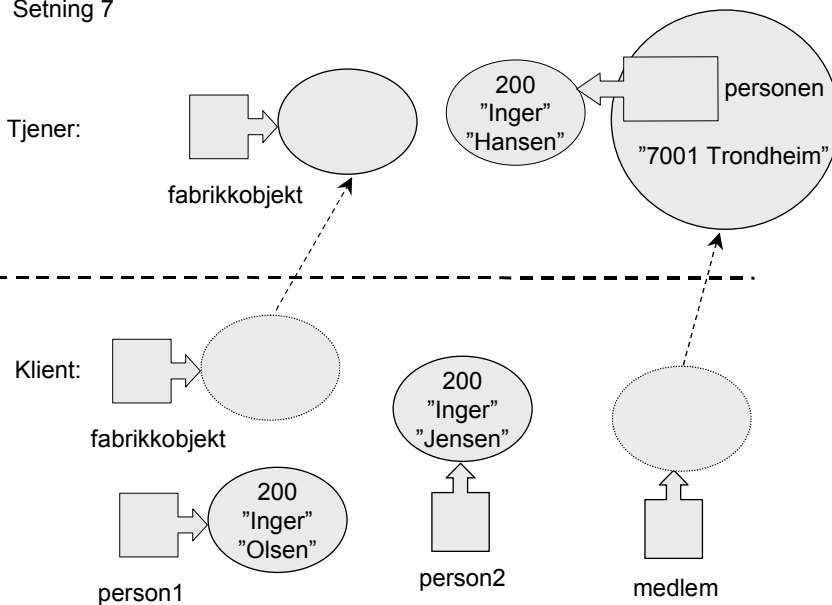 Setning 7
Tjener:
fabrikkobjekt
200
"Inger"
"Hansen"
personen
"7001 Trondheim"
Klient:
fabrikkobjekt
200
"Inger"
"Jensen"
200
"Inger"
"Olsen"
person1
person2
medlem